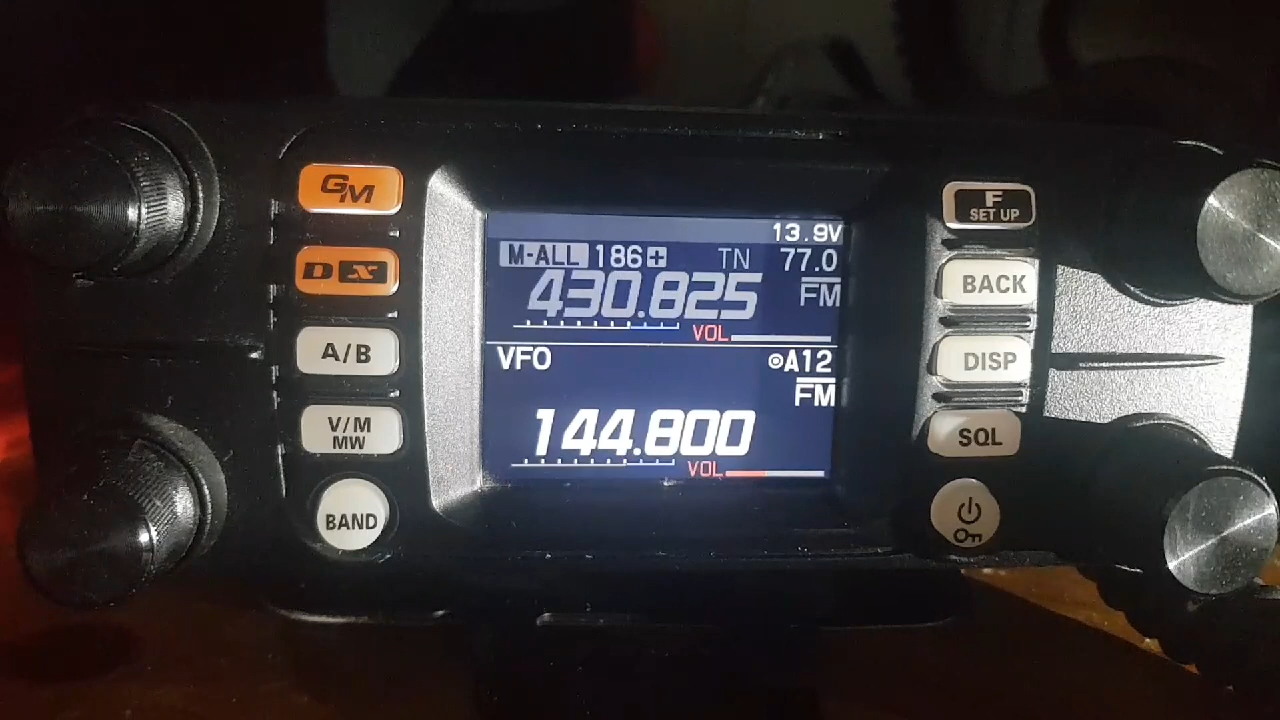 GM
DX
A/B
V/M
MW
BAND
13.9V
M-ALL 186+ TN 77.0
430.825 FM
VOL
VFO A12
FM
144.800
VOL
F
SET UP
BACK
DISP
SQL